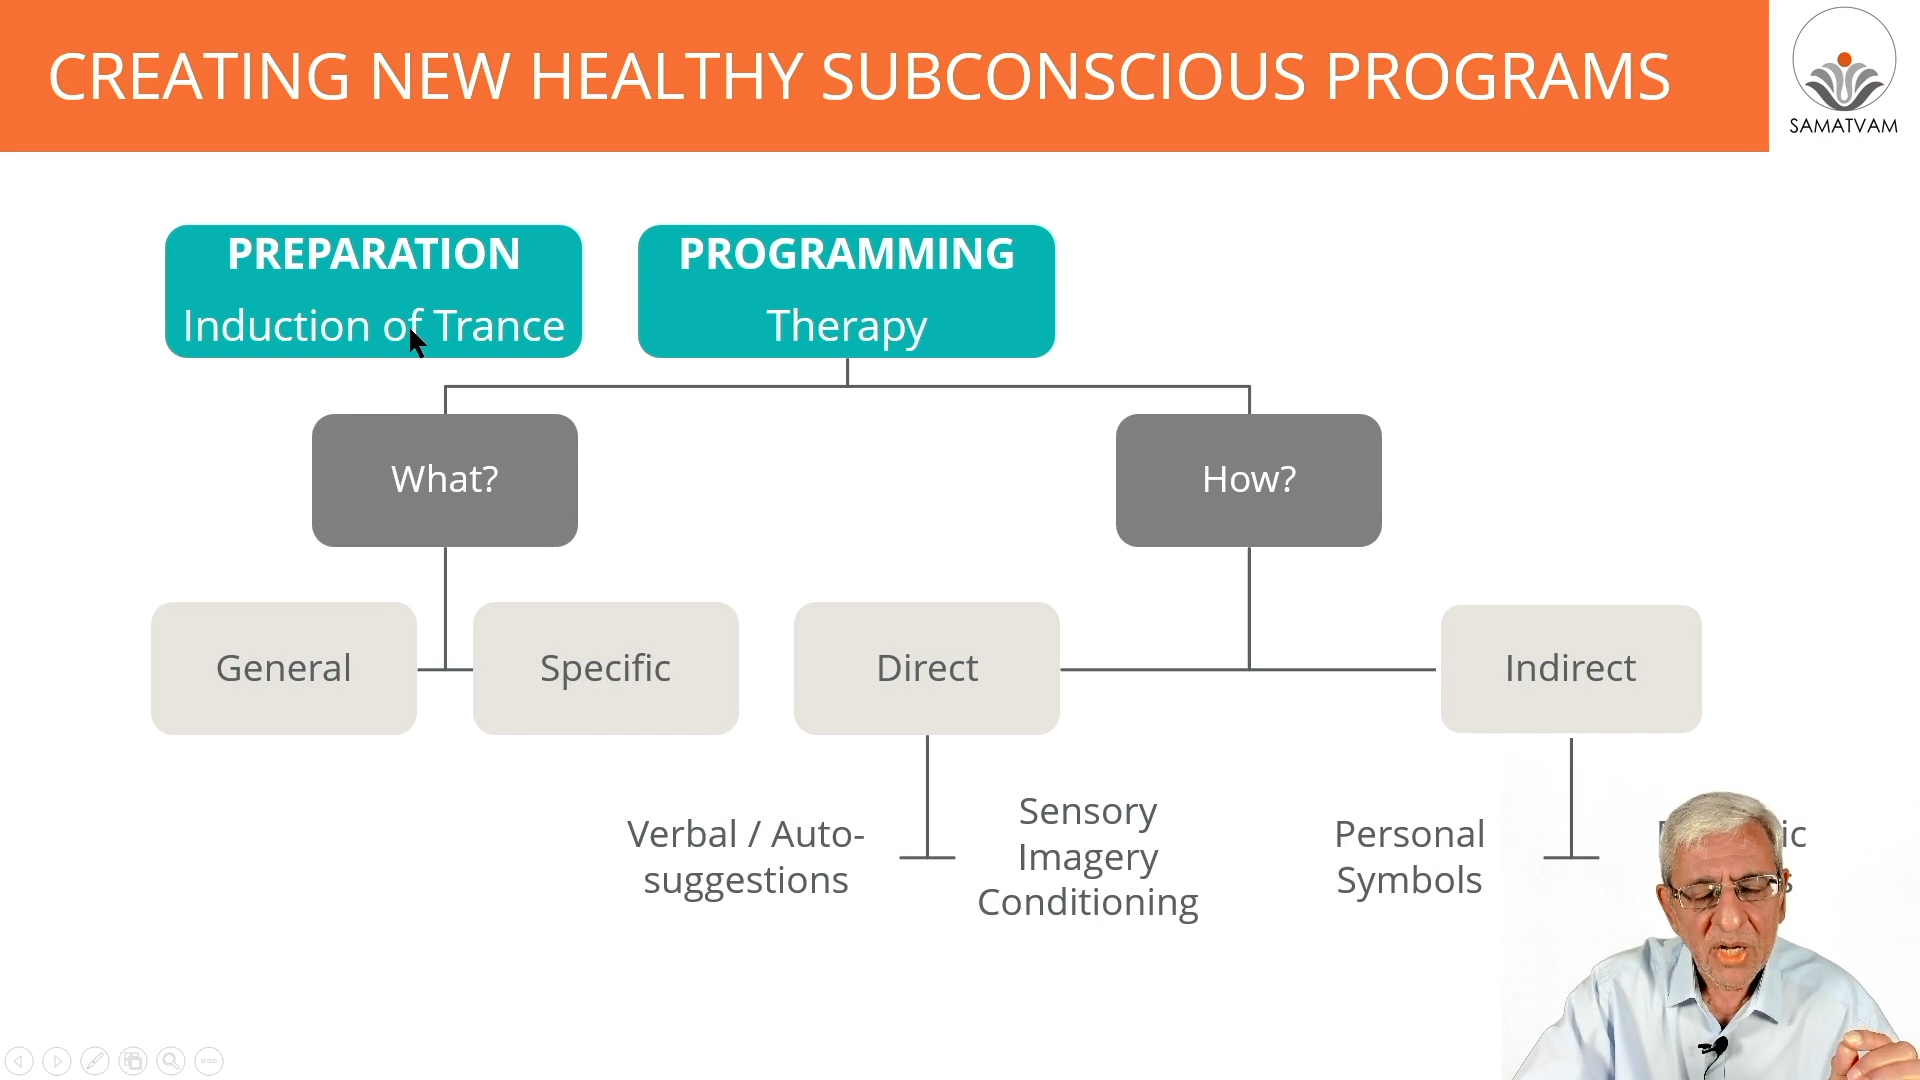 CREATING NEW HEALTHY SUBCONSCIOUS PROGRAMS
SAMATVAM
PREPARATION
Induction of Trance
PROGRAMMING
Therapy
What?
How?
General
Specific
Direct
Indirect
Verbal / Auto-
suggestions
Sensory
Imagery
Conditioning
Personal
Symbols